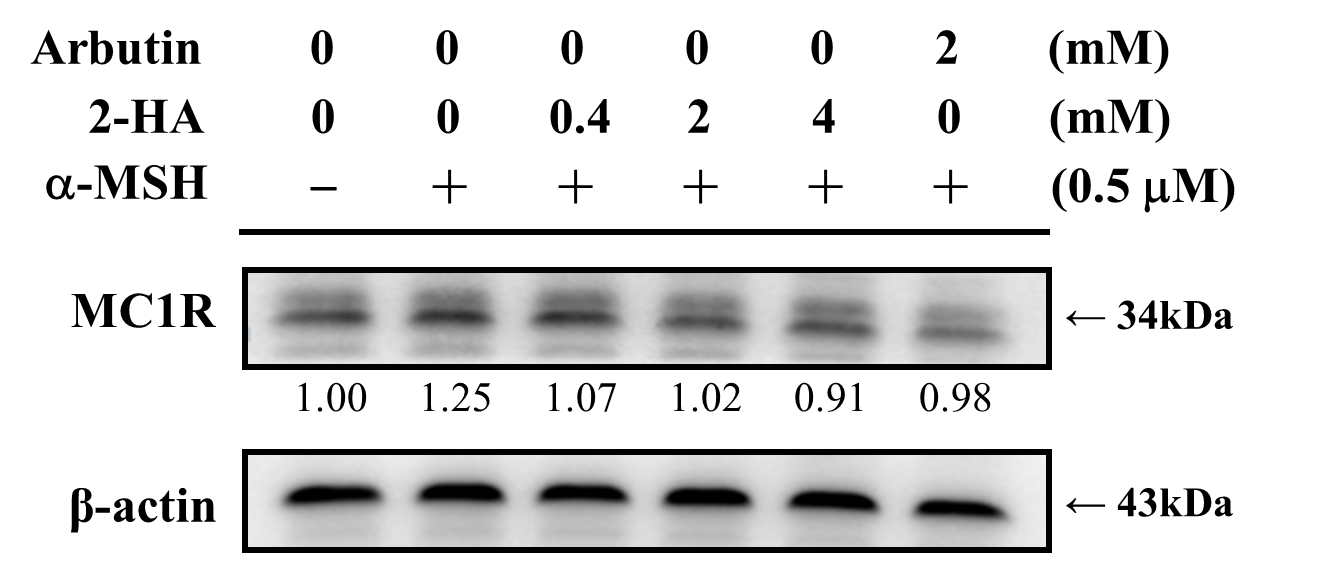 Arbutin 0 0 0 0 0 2 (mM)
2-HA 0 0 0.4 2 4 0 (mM)
α-MSH – + + + + + (0.5 μM)
MC1R ← 34kDa
1.00 1.25 1.07 1.02 0.91 0.98
β-actin ← 43kDa